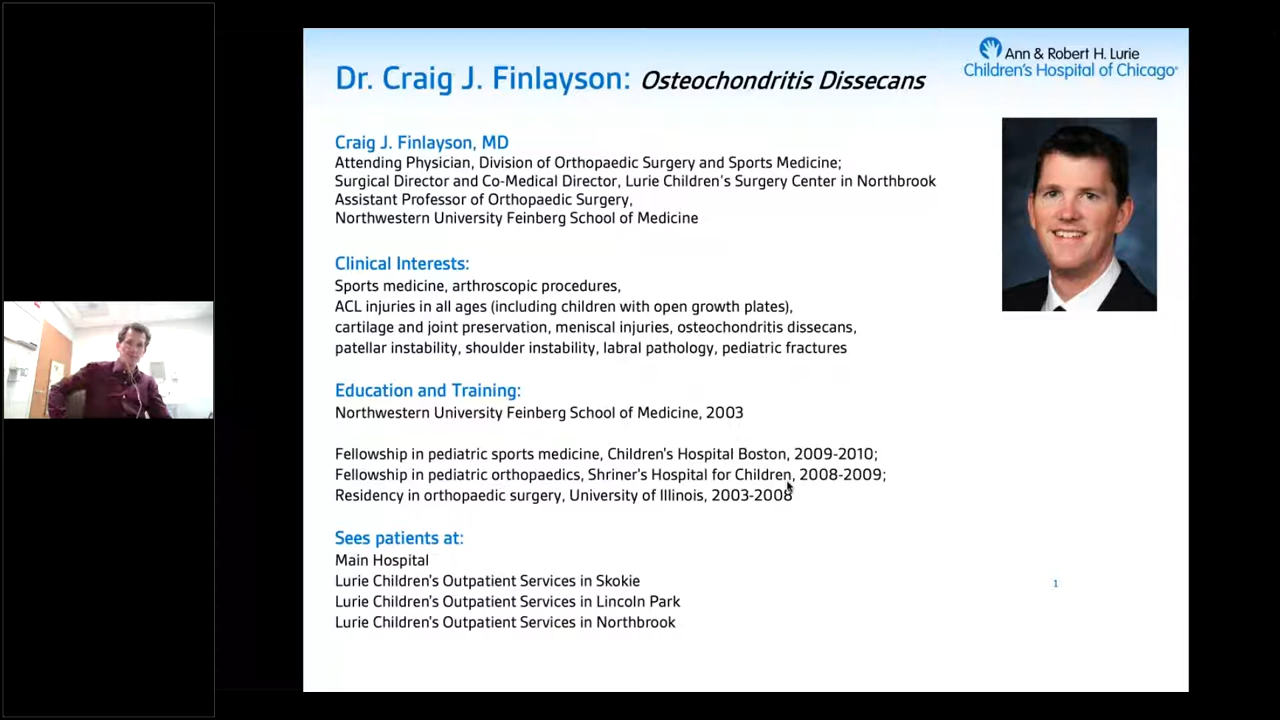 Dr. Craig J. Finlayson: Osteochondritis Dissecans
Ann & Robert H. Lurie
Children's Hospital of Chicago®
Craig J. Finlayson, MD
Attending Physician, Division of Orthopaedic Surgery and Sports Medicine;
Surgical Director and Co-Medical Director, Lurie Children's Surgery Center in Northbrook
Assistant Professor of Orthopaedic Surgery,
Northwestern University Feinberg School of Medicine
Clinical Interests:
Sports medicine, arthroscopic procedures,
ACL injuries in all ages (including children with open growth plates),
cartilage and joint preservation, meniscal injuries, osteochondritis dissecans,
patellar instability, shoulder instability, labral pathology, pediatric fractures
Education and Training:
Northwestern University Feinberg School of Medicine, 2003
Fellowship in pediatric sports medicine, Children's Hospital Boston, 2009-2010;
Fellowship in pediatric orthopaedics, Shriner's Hospital for Children, 2008-2009;
Residency in orthopaedic surgery, University of Illinois, 2003-2008
Sees patients at:
Main Hospital
Lurie Children's Outpatient Services in Skokie
Lurie Children's Outpatient Services in Lincoln Park
Lurie Children's Outpatient Services in Northbrook
1